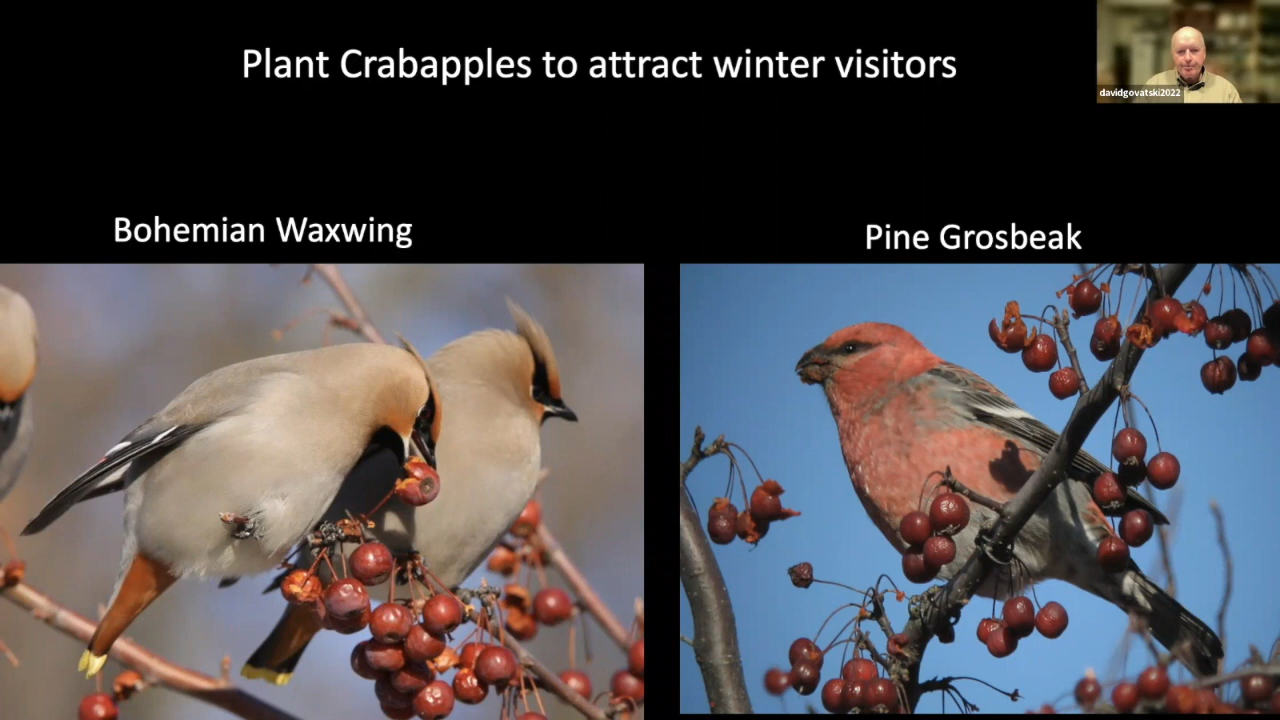 Plant Crabapples to attract winter visitors
davidgovatski2022
Bohemian Waxwing
Pine Grosbeak